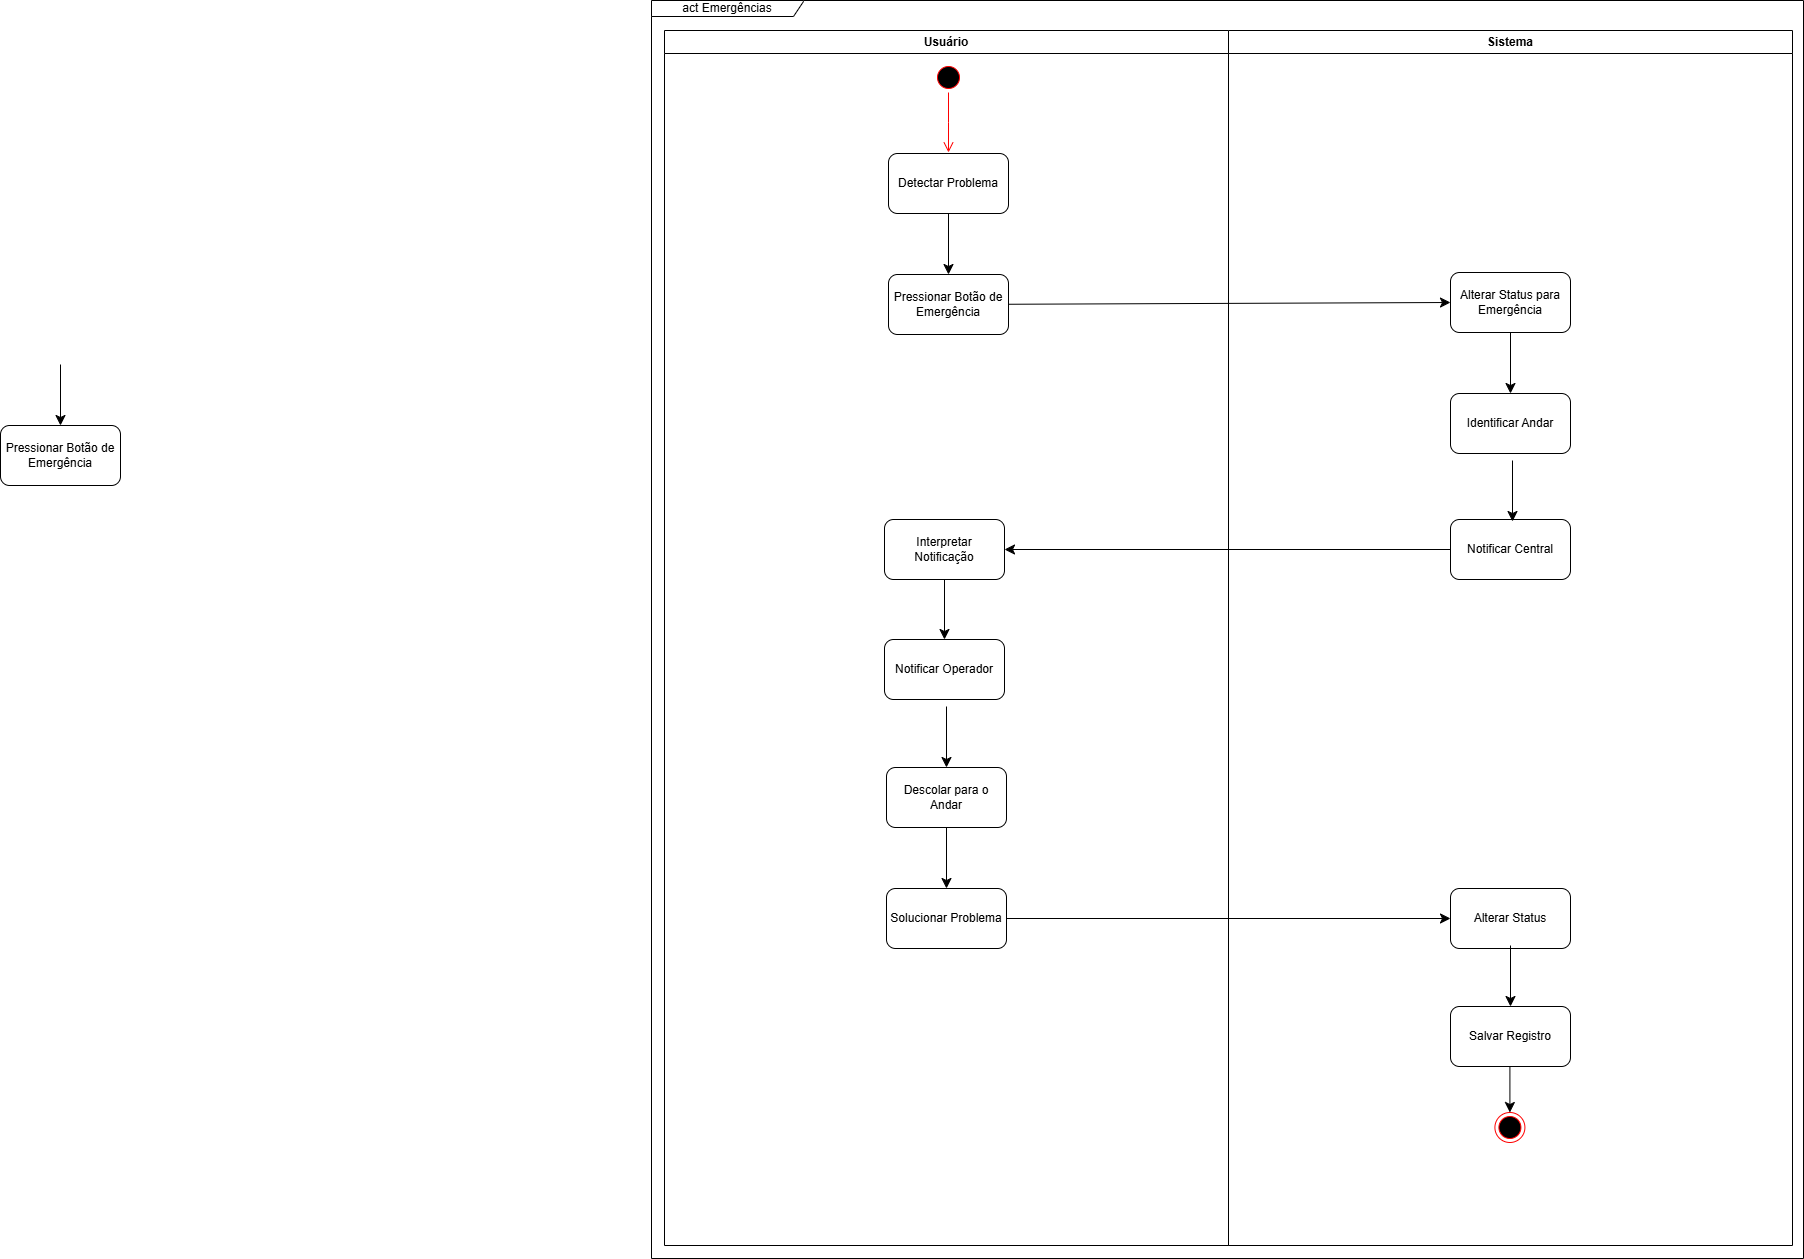 act Emergências
Usuário
Sistema
Detectar Problema
Pressionar Botão de
Emergência
Alterar Status para
Emergência
Identificar Andar
Pressionar Botão de
Emergência
Interpretar
Notificação
Notificar Central
Notificar Operador
Descolar para o
Andar
Solucionar Problema
Alterar Status
Salvar Registro